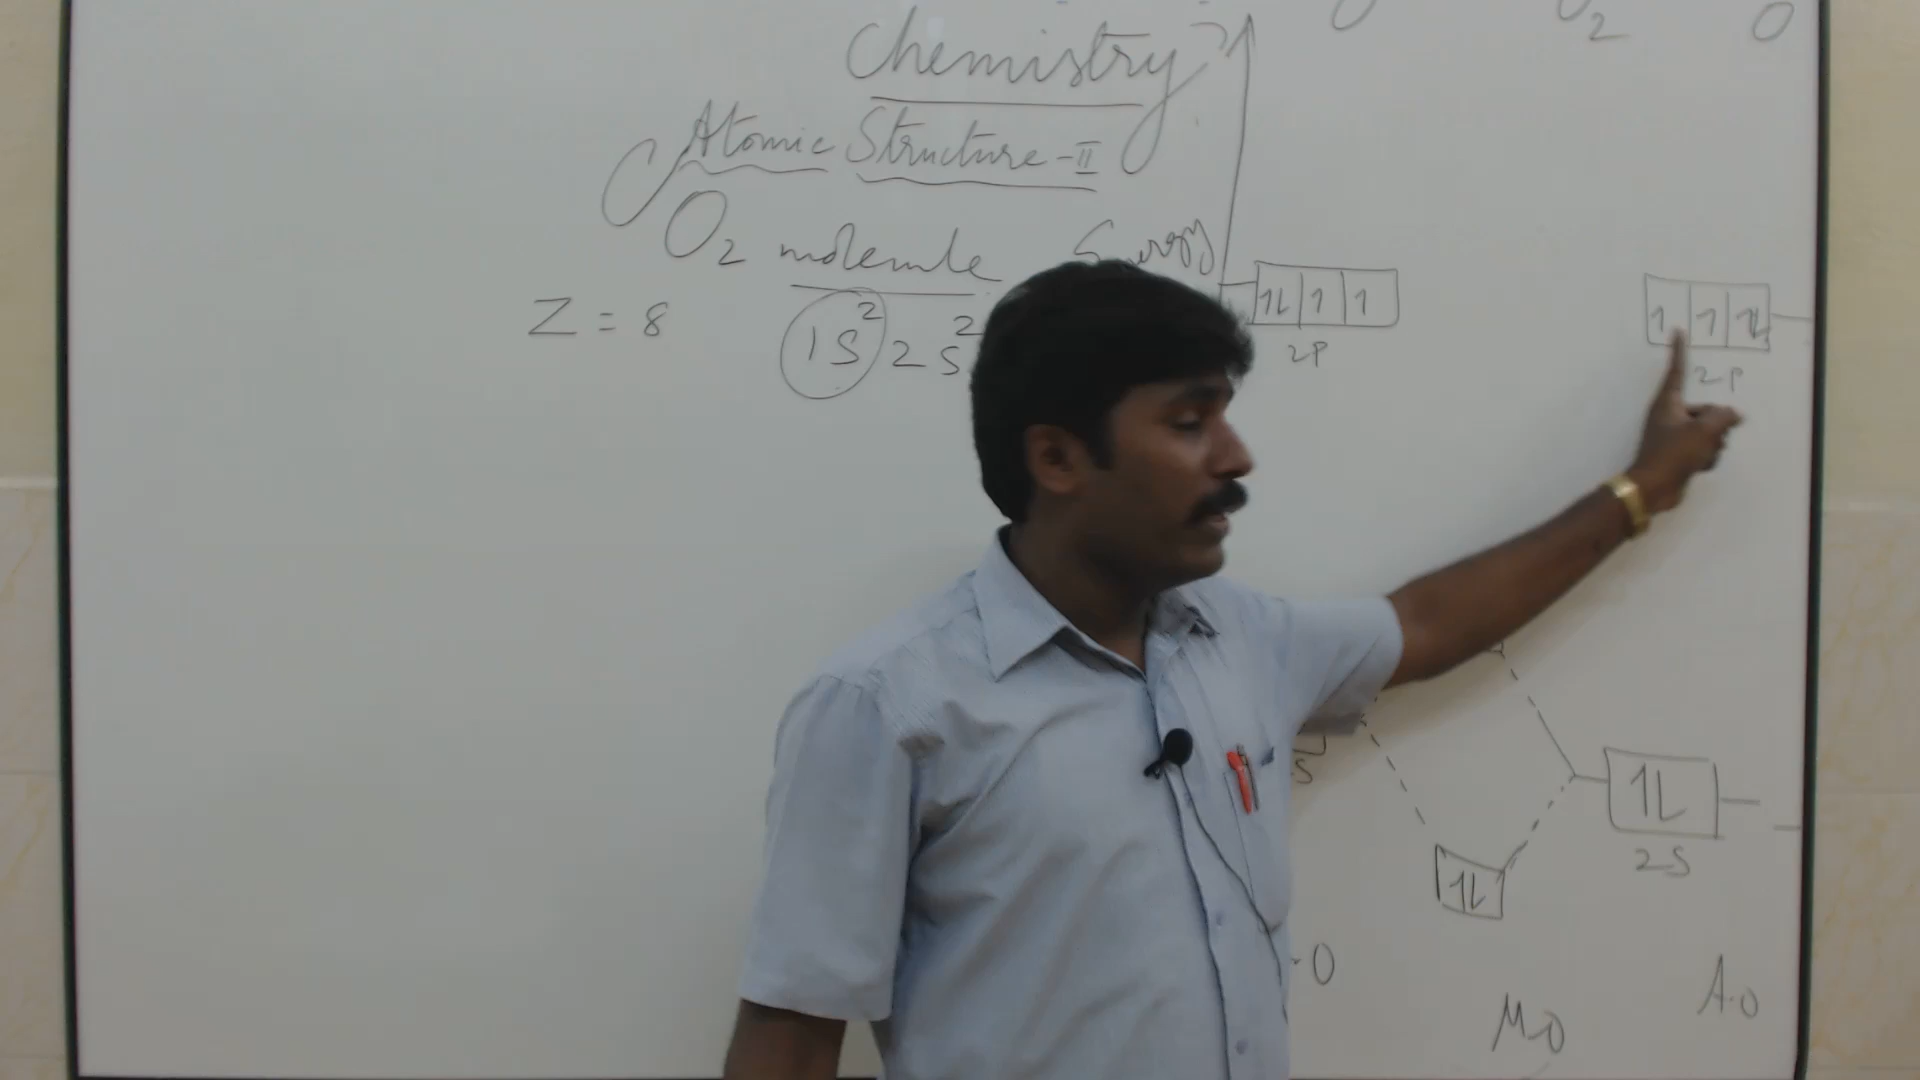 Chemistry
O₂ O
Atomic Structure-II
O₂ molecule Energy
Z = 8 1S² 2S²
1L 1 1
1 1 1L
2P
2P
S
1L
2S
1L
O
A.O
M.O